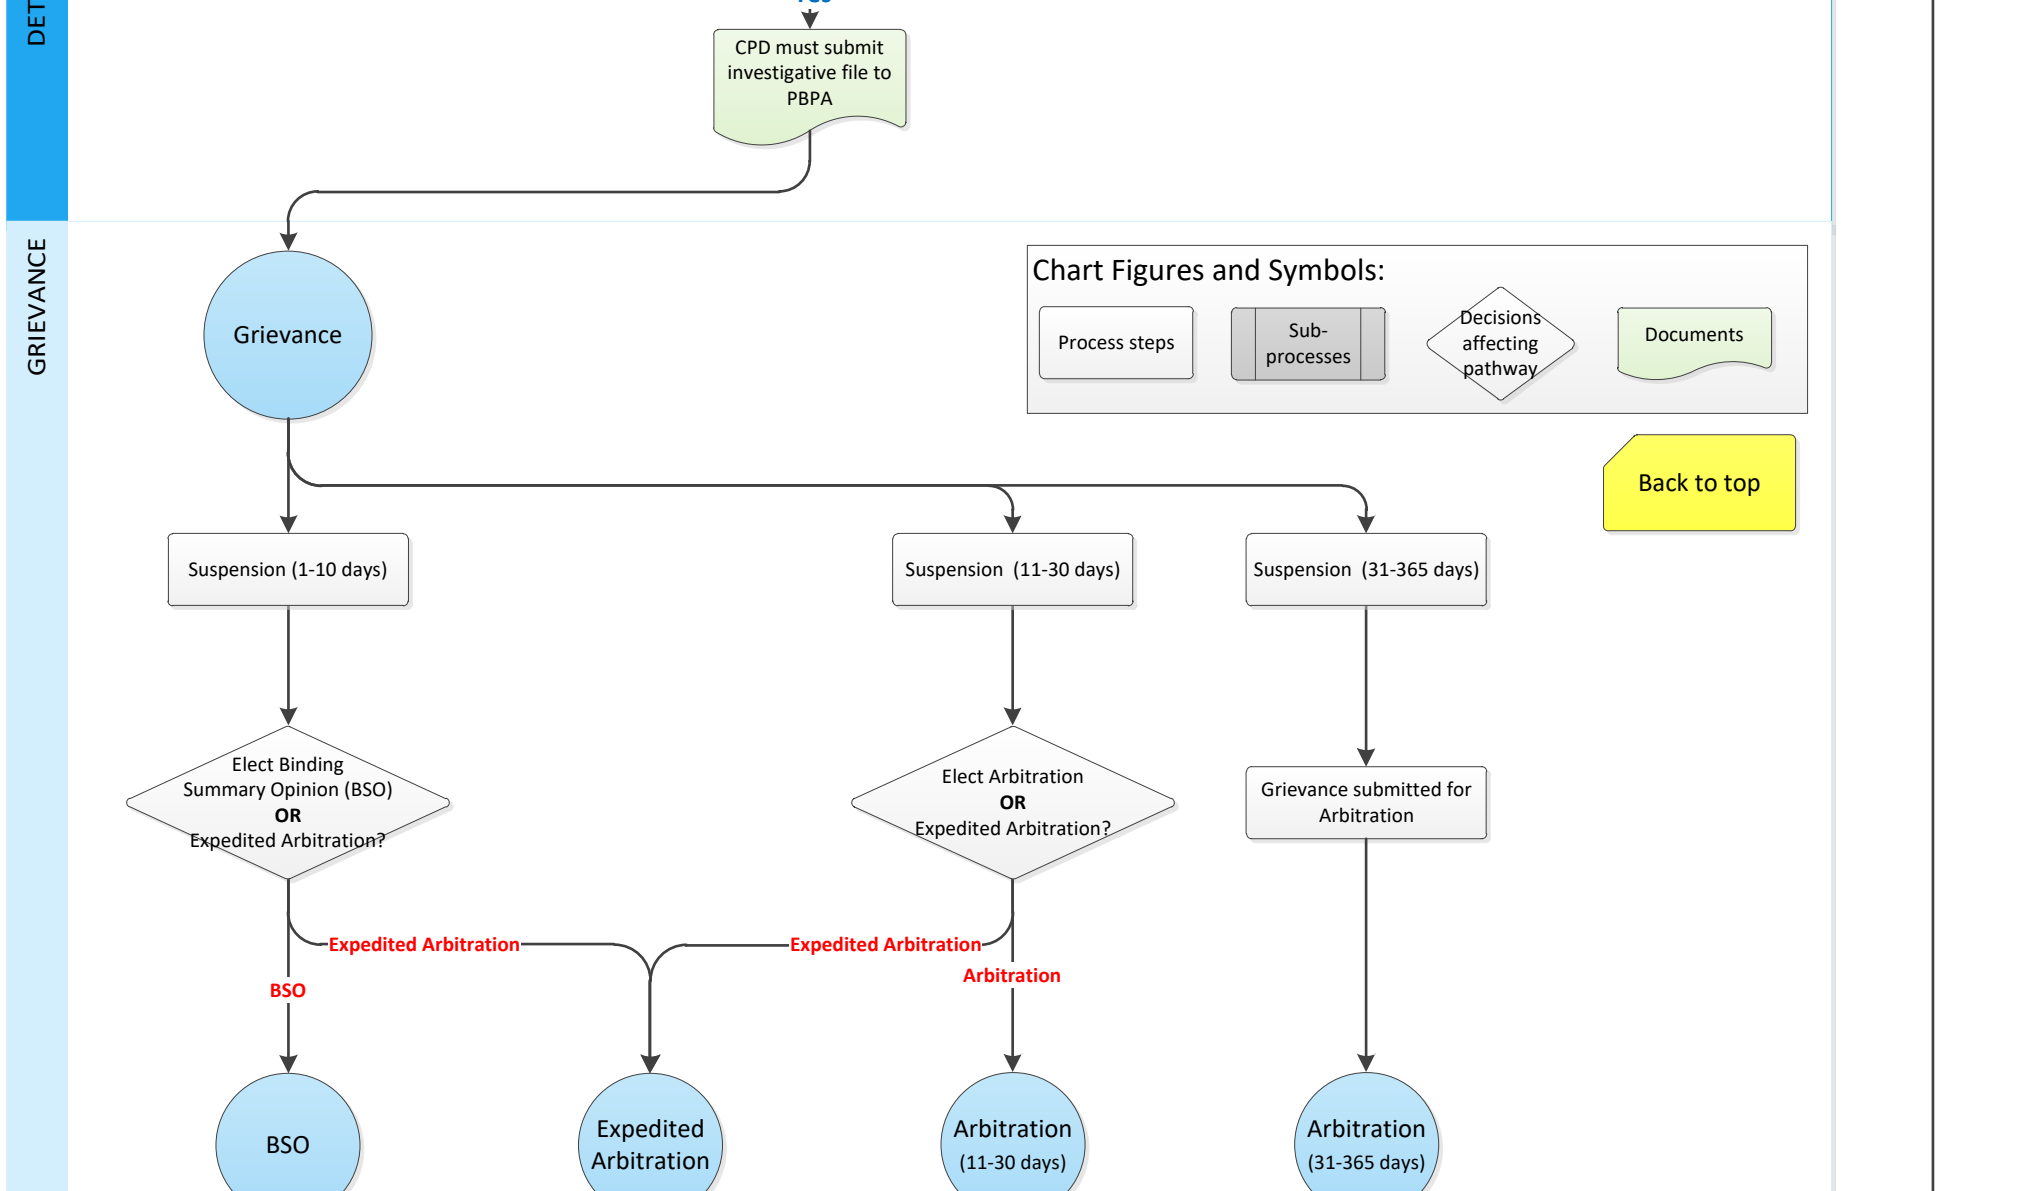 DET
CPD must submit
investigative file to
PBPA
GRIEVANCE
Grievance
Chart Figures and Symbols:
Process steps
Sub-
processes
Decisions
affecting
pathway
Documents
Back to top
Suspension (1-10 days)
Suspension  (11-30 days)
Suspension  (31-365 days)
Elect Binding
Summary Opinion (BSO)
OR
Expedited Arbitration?
Elect Arbitration
OR
Expedited Arbitration?
Grievance submitted for
Arbitration
Expedited Arbitration
Expedited Arbitration
Arbitration
BSO
BSO
Expedited
Arbitration
Arbitration
(11-30 days)
Arbitration
(31-365 days)